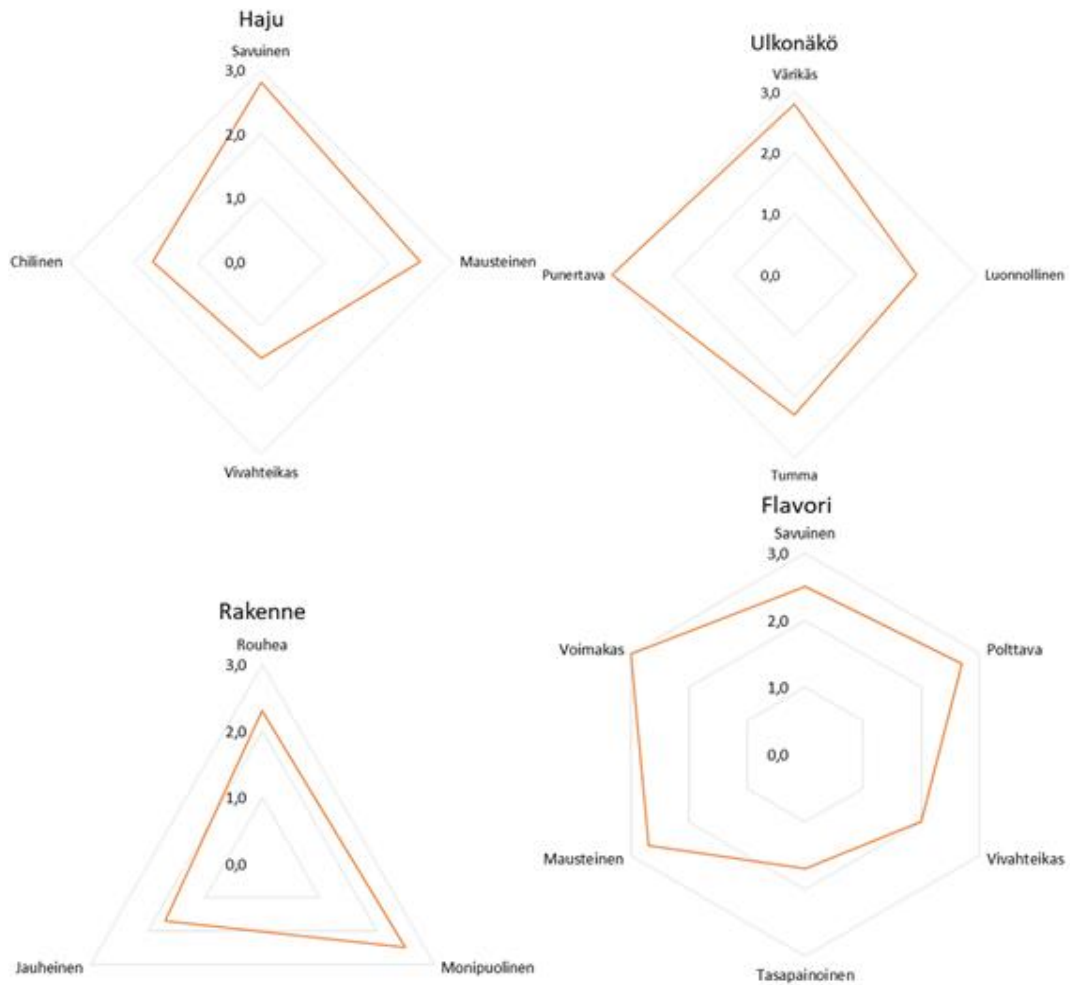 Haju
Savuinen
3,0
2,0
1,0
0,0
Chilinen
Mausteinen
Vivahteikas
Ulkonäkö
Värikäs
3,0
2,0
1,0
0,0
Punertava
Luonnollinen
Tumma
Rakenne
Rouhea
3,0
2,0
1,0
0,0
Jauheinen
Monipuolinen
Flavori
Savuinen
3,0
2,0
1,0
0,0
Voimakas
Polttava
Mausteinen
Vivahteikas
Tasapainoinen